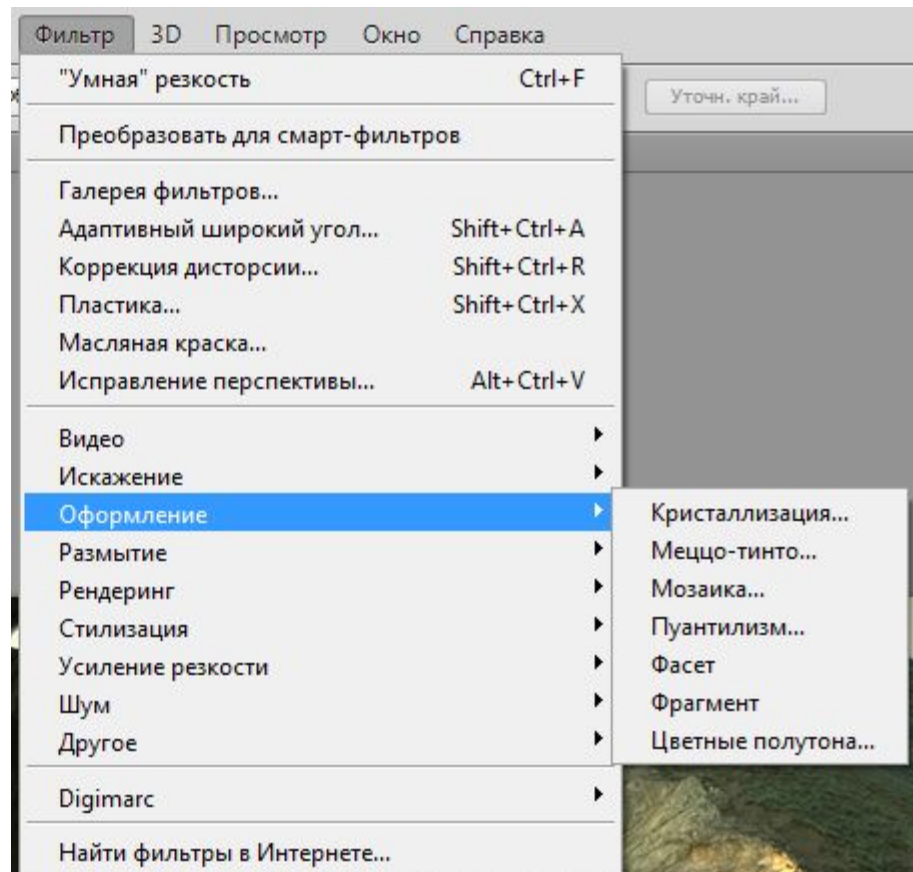 Фильтр 3D Просмотр Окно Справка
"Умная" резкость Ctrl+F
Уточн. край...
Преобразовать для смарт-фильтров
Галерея фильтров...
Адаптивный широкий угол... Shift+Ctrl+A
Коррекция дисторсии... Shift+Ctrl+R
Пластика... Shift+Ctrl+X
Масляная краска...
Исправление перспективы... Alt+Ctrl+V
Видео
Искажение
Оформление
Кристаллизация...
Размытие
Меццо-тинто...
Рендеринг
Мозаика...
Стилизация
Пуантилизм...
Усиление резкости
Фасет
Шум
Фрагмент
Другое
Цветные полутона...
Digimarc
Найти фильтры в Интернете...